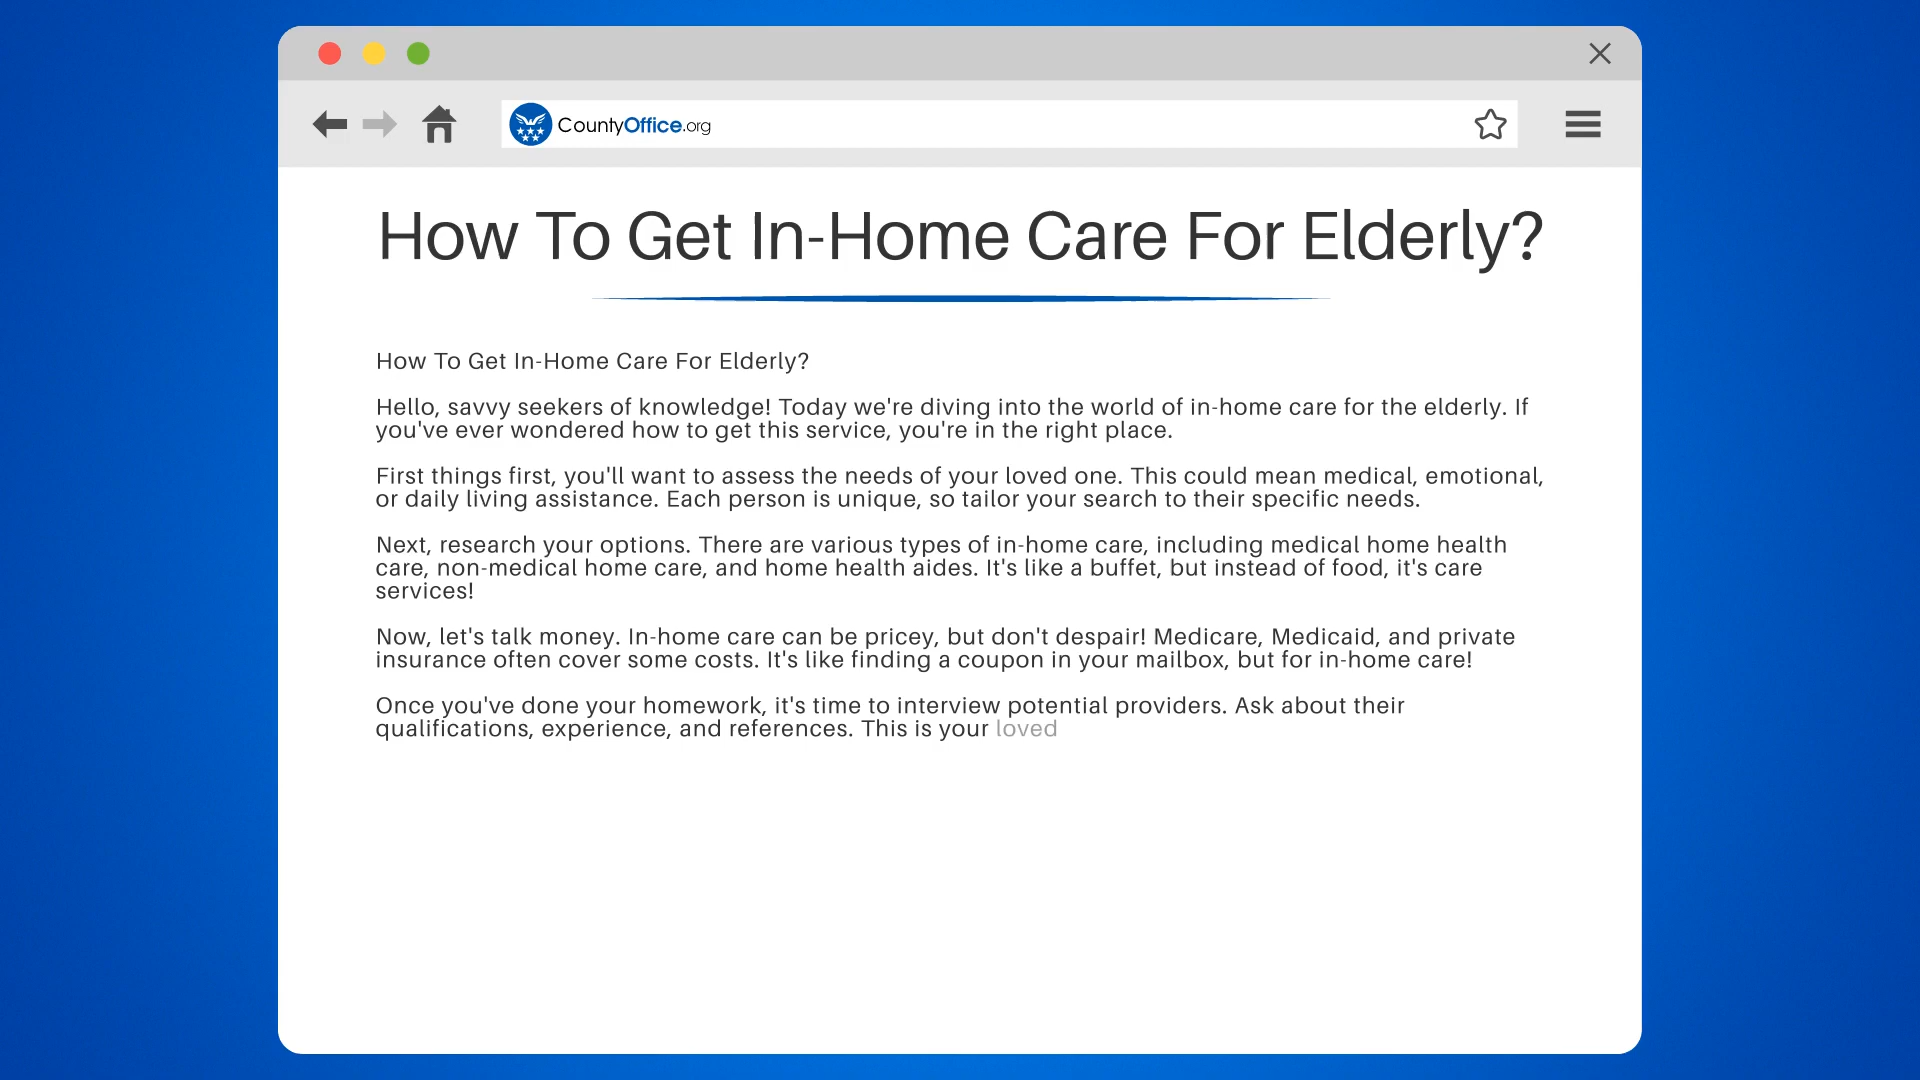 CountyOffice.org
How To Get In-Home Care For Elderly?
How To Get In-Home Care For Elderly?
Hello, savvy seekers of knowledge! Today we're diving into the world of in-home care for the elderly. If
you've ever wondered how to get this service, you're in the right place.
First things first, you'll want to assess the needs of your loved one. This could mean medical, emotional,
or daily living assistance. Each person is unique, so tailor your search to their specific needs.
Next, research your options. There are various types of in-home care, including medical home health
care, non-medical home care, and home health aides. It's like a buffet, but instead of food, it's care
services!
Now, let's talk money. In-home care can be pricey, but don't despair! Medicare, Medicaid, and private
insurance often cover some costs. It's like finding a coupon in your mailbox, but for in-home care!
Once you've done your homework, it's time to interview potential providers. Ask about their
qualifications, experience, and references. This is your loved